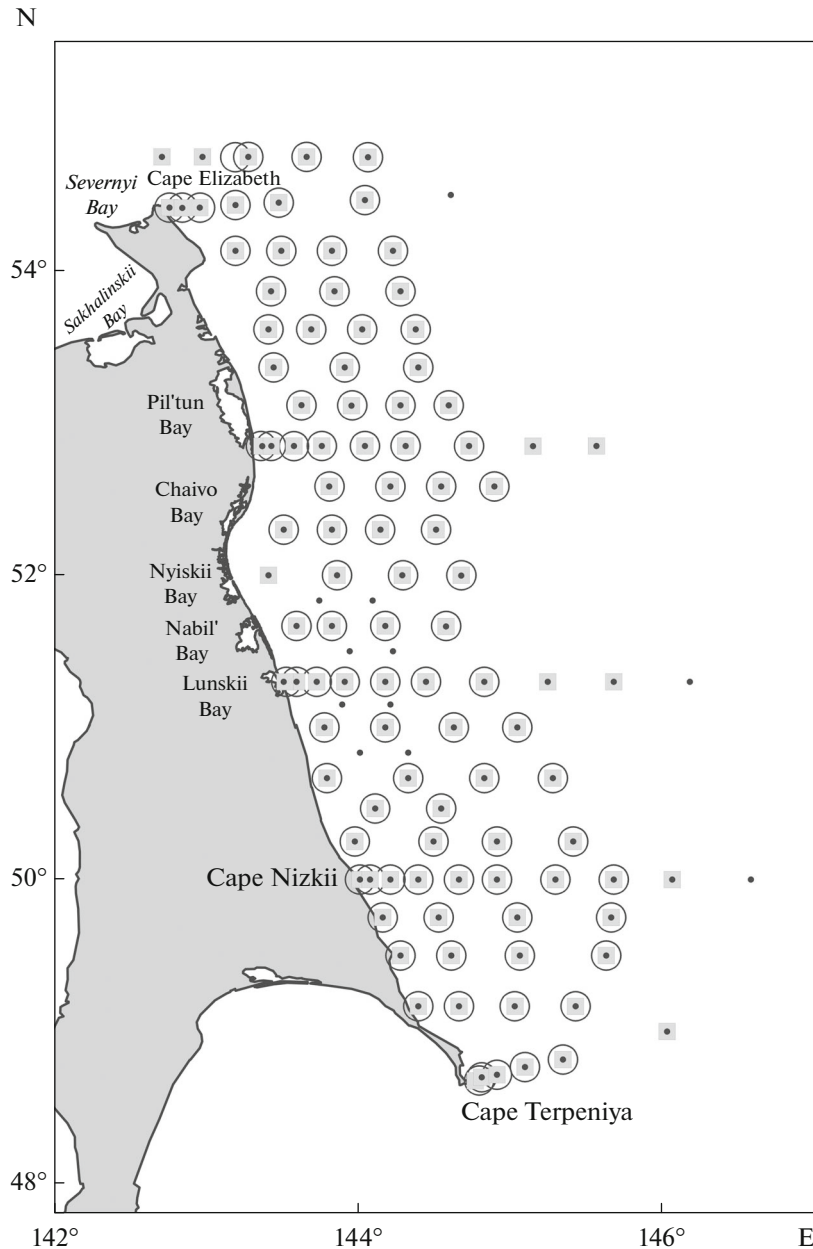 N
Severnyi
Bay
Cape Elizabeth
54°
Sakhalinskii
Bay
Pil'tun
Bay
Chaivo
Bay
52°
Nyiskii
Bay
Nabil'
Bay
Lunskii
Bay
50°
Cape Nizkii
Cape Terpeniya
48°
142°
144°
146°
E